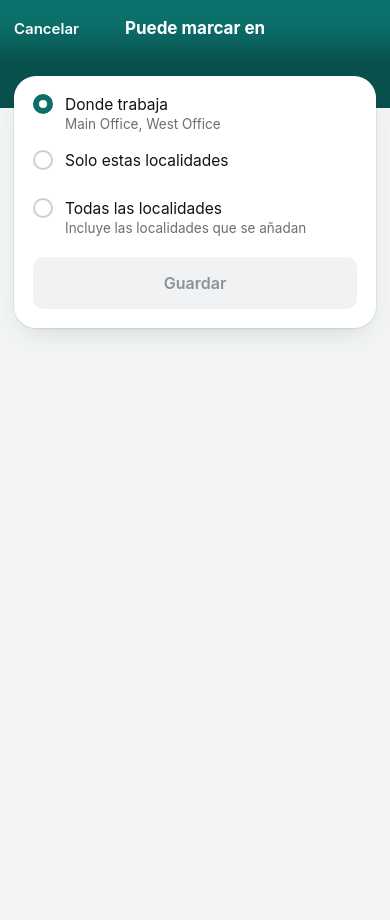 Cancelar
Puede marcar en
Donde trabaja
Main Office, West Office
Solo estas localidades
Todas las localidades
Incluye las localidades que se añadan
Guardar